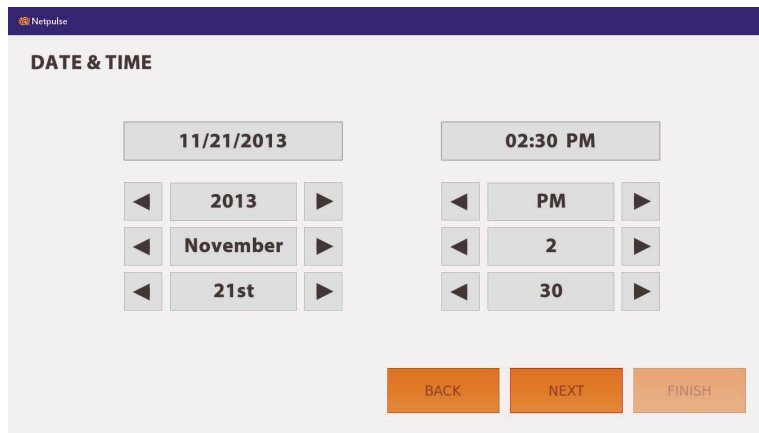 Netpulse
DATE & TIME
11/21/2013
02:30 PM
2013
PM
November
2
21st
30
BACK
NEXT
FINISH